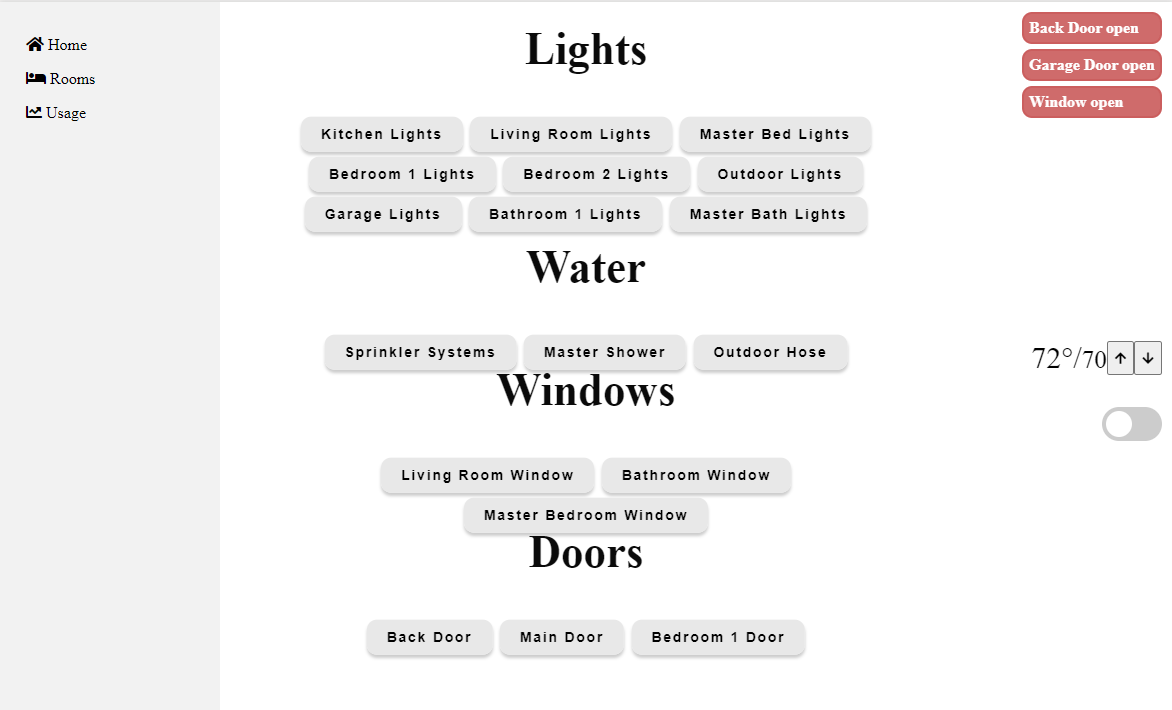 Home
Rooms
Usage
Lights
Kitchen Lights Living Room Lights Master Bed Lights
Bedroom 1 Lights Bedroom 2 Lights Outdoor Lights
Garage Lights Bathroom 1 Lights Master Bath Lights
Water
Sprinkler Systems Master Shower Outdoor Hose
Windows
Living Room Window Bathroom Window
Master Bedroom Window
Doors
Back Door Main Door Bedroom 1 Door
Back Door open
Garage Door open
Window open
72°/70